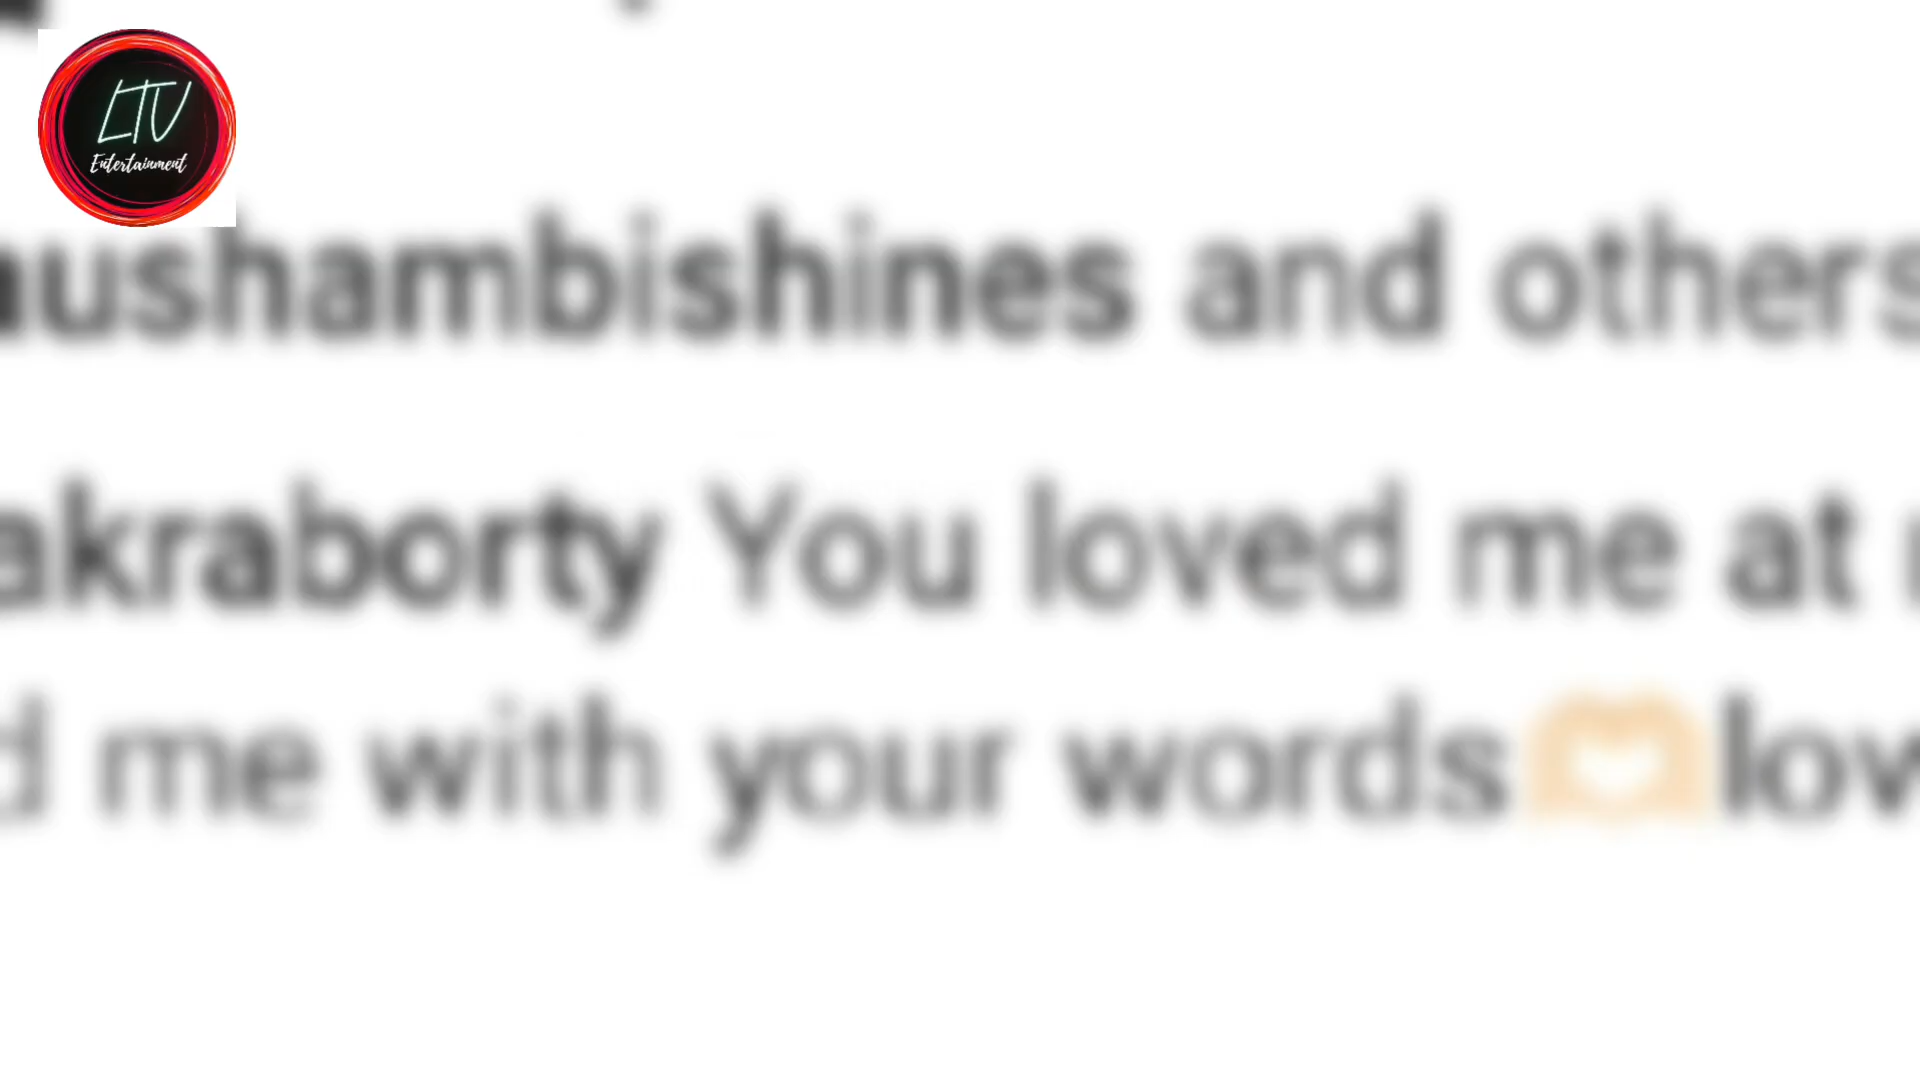 LTV
Entertainment
aushambishines and others
akraborty You loved me at
d me with your words🫶🏻lov